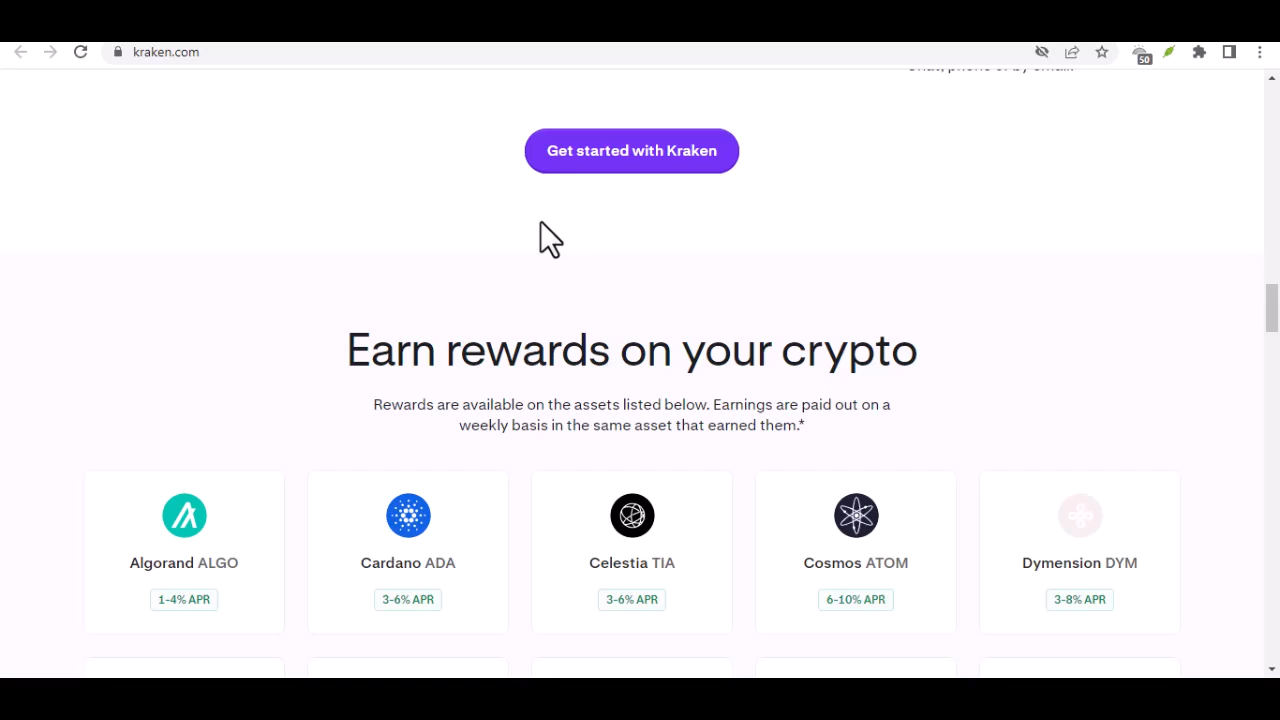 kraken.com
50
Get started with Kraken
Earn rewards on your crypto
Rewards are available on the assets listed below. Earnings are paid out on a
weekly basis in the same asset that earned them.*
Algorand ALGO
1-4% APR
Cardano ADA
3-6% APR
Celestia TIA
3-6% APR
Cosmos ATOM
6-10% APR
Dymension DYM
3-8% APR